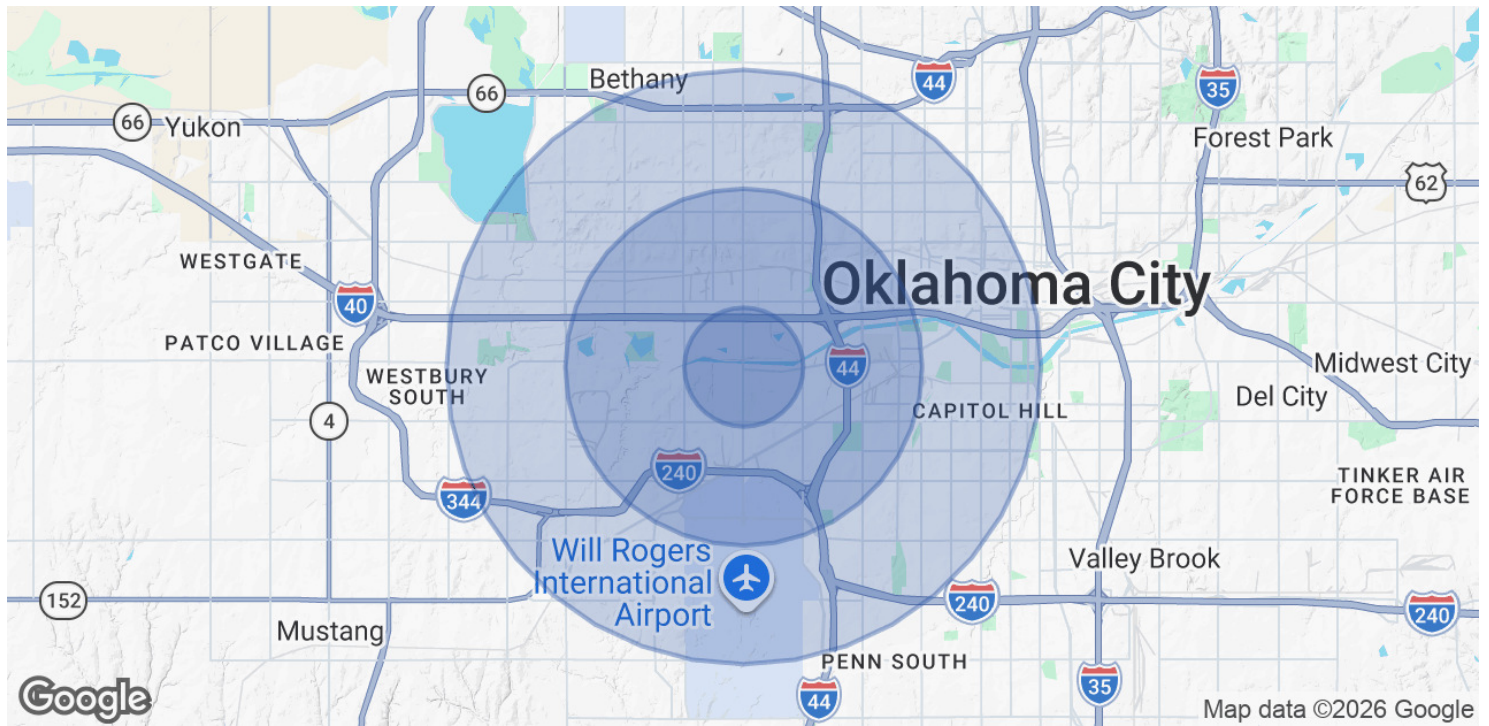 Bethany
44
66
35
66
Yukon
Forest Park
62
WESTGATE
Oklahoma City
40
PATCO VILLAGE
44
Midwest City
WESTBURY
SOUTH
Del City
CAPITOL HILL
4
240
TINKER AIR
FORCE BASE
344
Will Rogers
International
Airport
Valley Brook
152
240
240
Mustang
PENN SOUTH
35
44
Google
Map data ©2026 Google